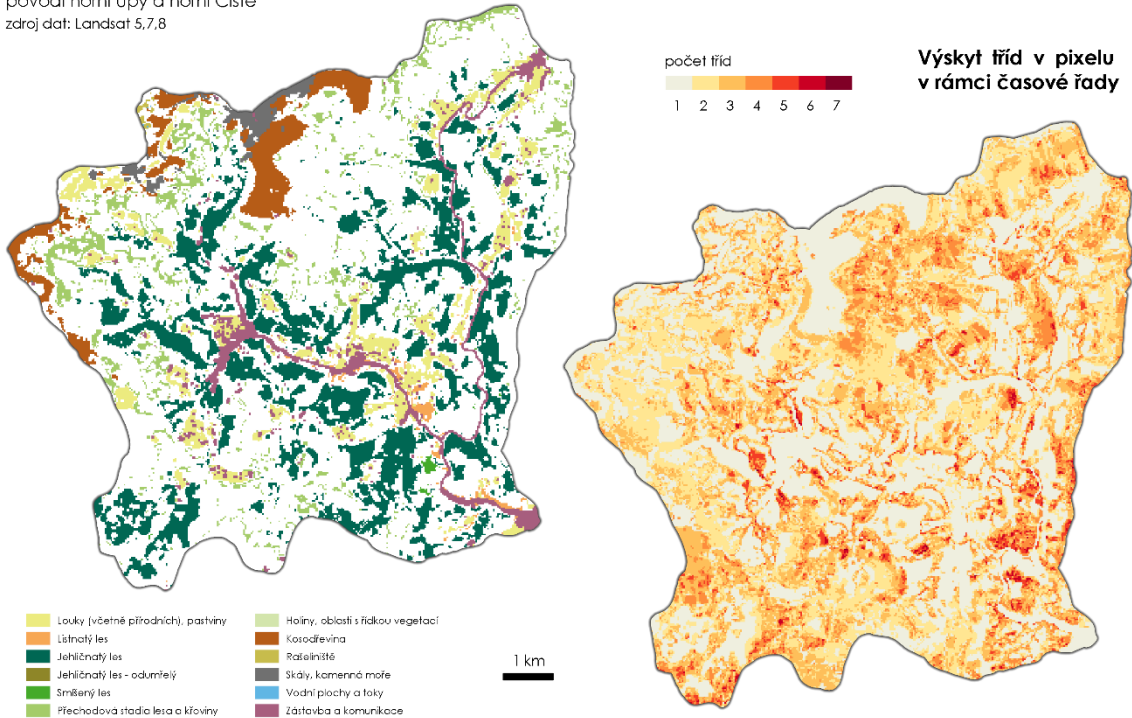 povodí horní Úpy a horní Čisté
zdroj dat: Landsat 5,7,8
počet tříd
1 2 3 4 5 6 7
Výskyt tříd v pixelu
v rámci časové řady
Louky (včetně přírodních), pastviny
Listnatý les
Jehličnatý les
Jehličnatý les - odumřelý
Smíšený les
Přechodová stadia lesa a křoviny
Holiny, oblasti s řídkou vegetací
Kosodřevina
Rašeliniště
Skály, kamenná moře
Vodní plochy a toky
Zástavba a komunikace
1 km